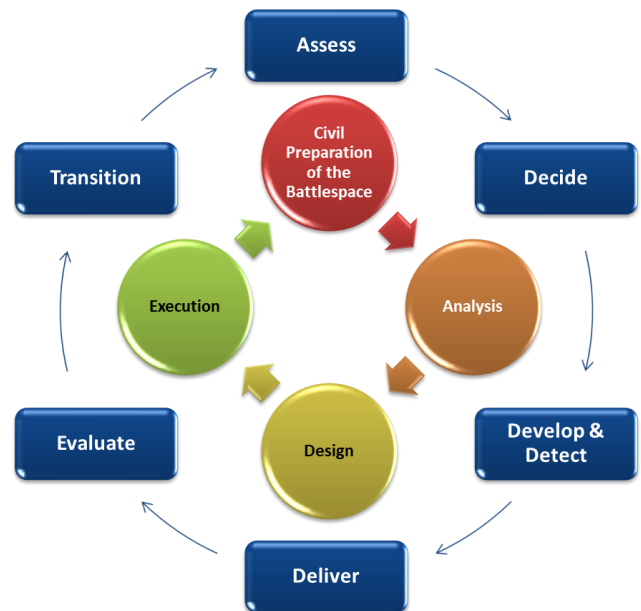 Assess
Civil
Preparation
of the
Battlespace
Transition
Decide
Execution
Analysis
Evaluate
Design
Develop &
Detect
Deliver